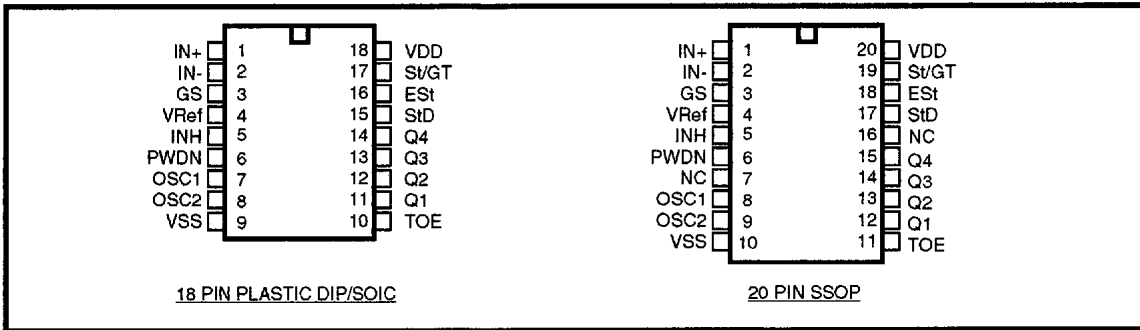 IN+ 1 18 VDD
IN- 2 17 St/GT
GS 3 16 ESt
VRef 4 15 StD
INH 5 14 Q4
PWDN 6 13 Q3
OSC1 7 12 Q2
OSC2 8 11 Q1
VSS 9 10 TOE
18 PIN PLASTIC DIP/SOIC
IN+ 1 20 VDD
IN- 2 19 St/GT
GS 3 18 ESt
VRef 4 17 StD
INH 5 16 NC
PWDN 6 15 Q4
NC 7 14 Q3
OSC1 8 13 Q2
OSC2 9 12 Q1
VSS 10 11 TOE
20 PIN SSOP